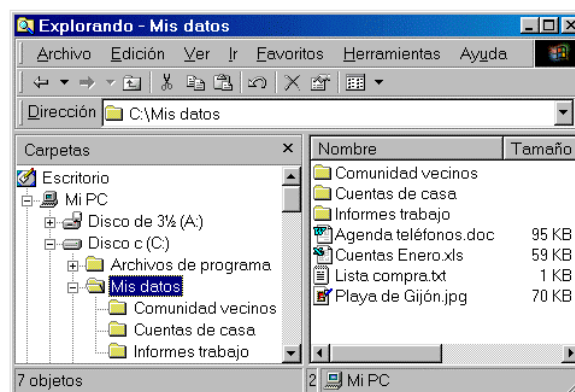 Explorando - Mis datos
Archivo Edición Ver Ir Favoritos Herramientas Ayuda
Dirección C:\Mis datos
Carpetas
Escritorio
Mi PC
Disco de 3½ (A:)
Disco c (C:)
Archivos de programa
Mis datos
Comunidad vecinos
Cuentas de casa
Informes trabajo
Nombre Tamaño
Comunidad vecinos
Cuentas de casa
Informes trabajo
Agenda teléfonos.doc 95 KB
Cuentas Enero.xls 59 KB
Lista compra.txt 1 KB
Playa de Gijón.jpg 70 KB
7 objetos 2 Mi PC